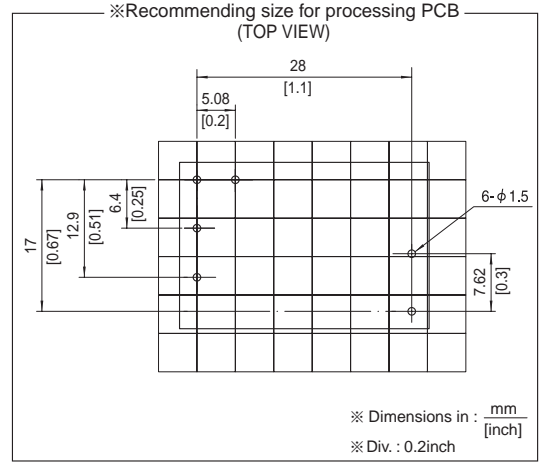 ※Recommending size for processing PCB
(TOP VIEW)
28
[1.1]
5.08
[0.2]
17
[0.67]
12.9
[0.51]
6.4
[0.25]
6-ϕ1.5
7.62
[0.3]
※ Dimensions in : mm
[inch]
※Div. : 0.2inch